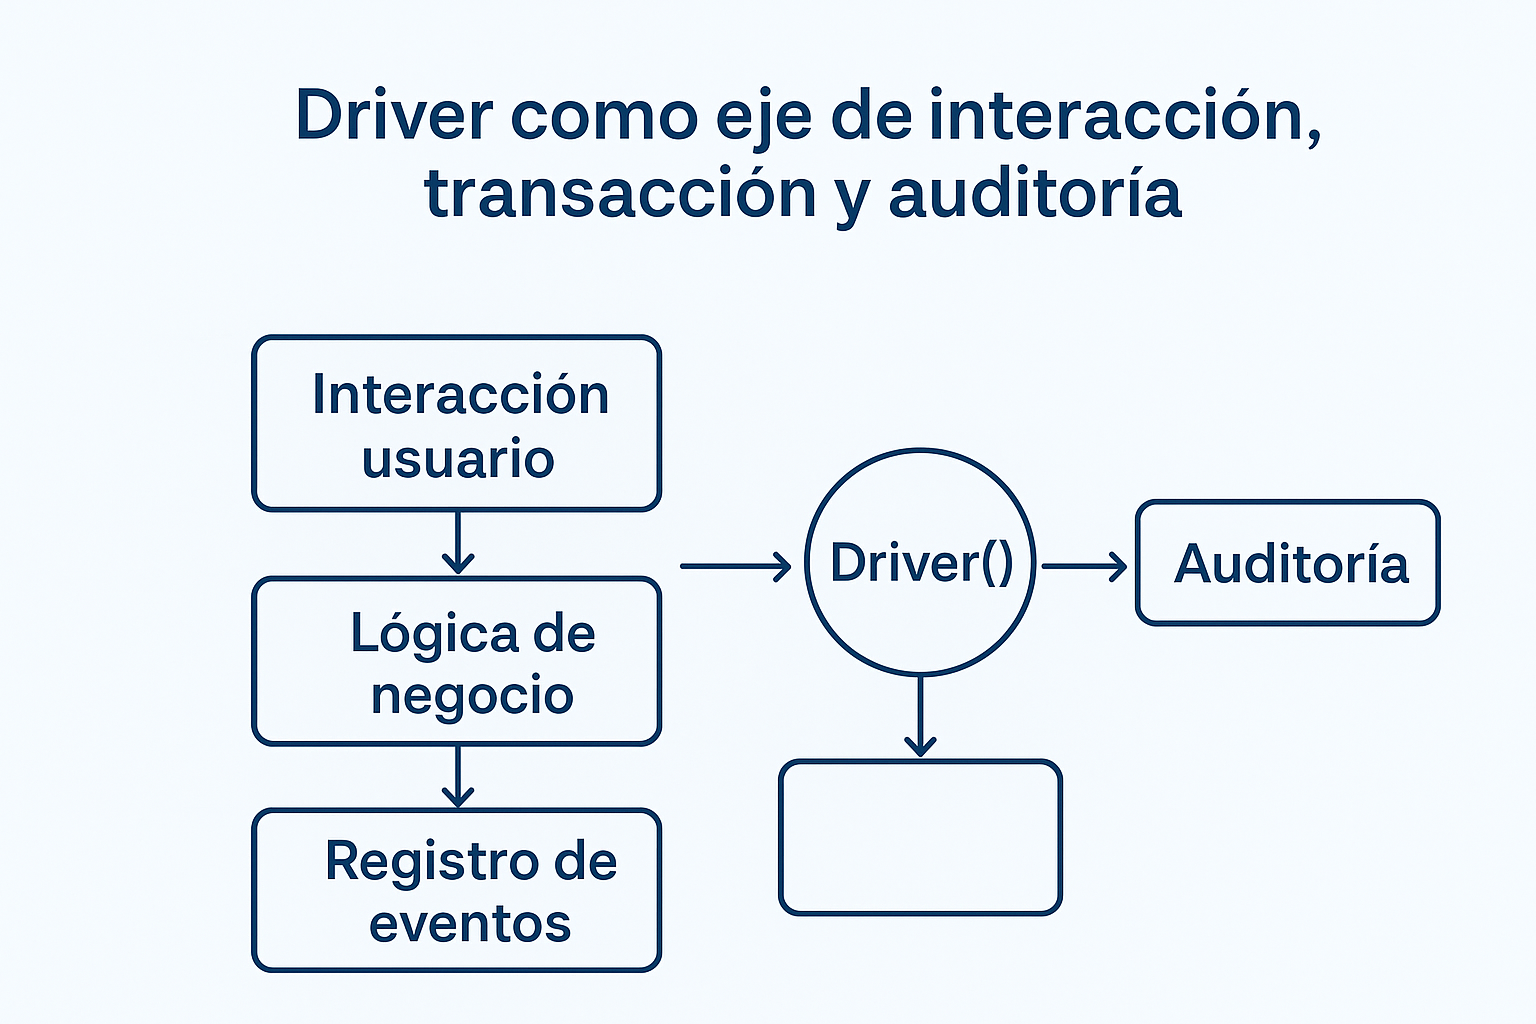 Driver como eje de interacción,
transacción y auditoría
Interacción
usuario
Lógica de
negocio
Registro de
eventos
Driver()
Auditoría